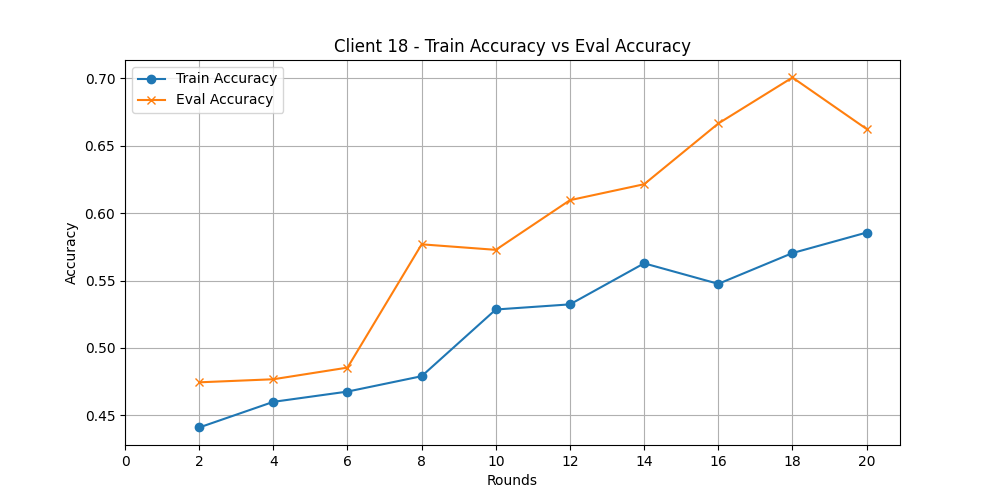 Client 18 - Train Accuracy vs Eval Accuracy
Train Accuracy
Eval Accuracy
Accuracy
0.70
0.65
0.60
0.55
0.50
0.45
0 2 4 6 8 10 12 14 16 18 20
Rounds